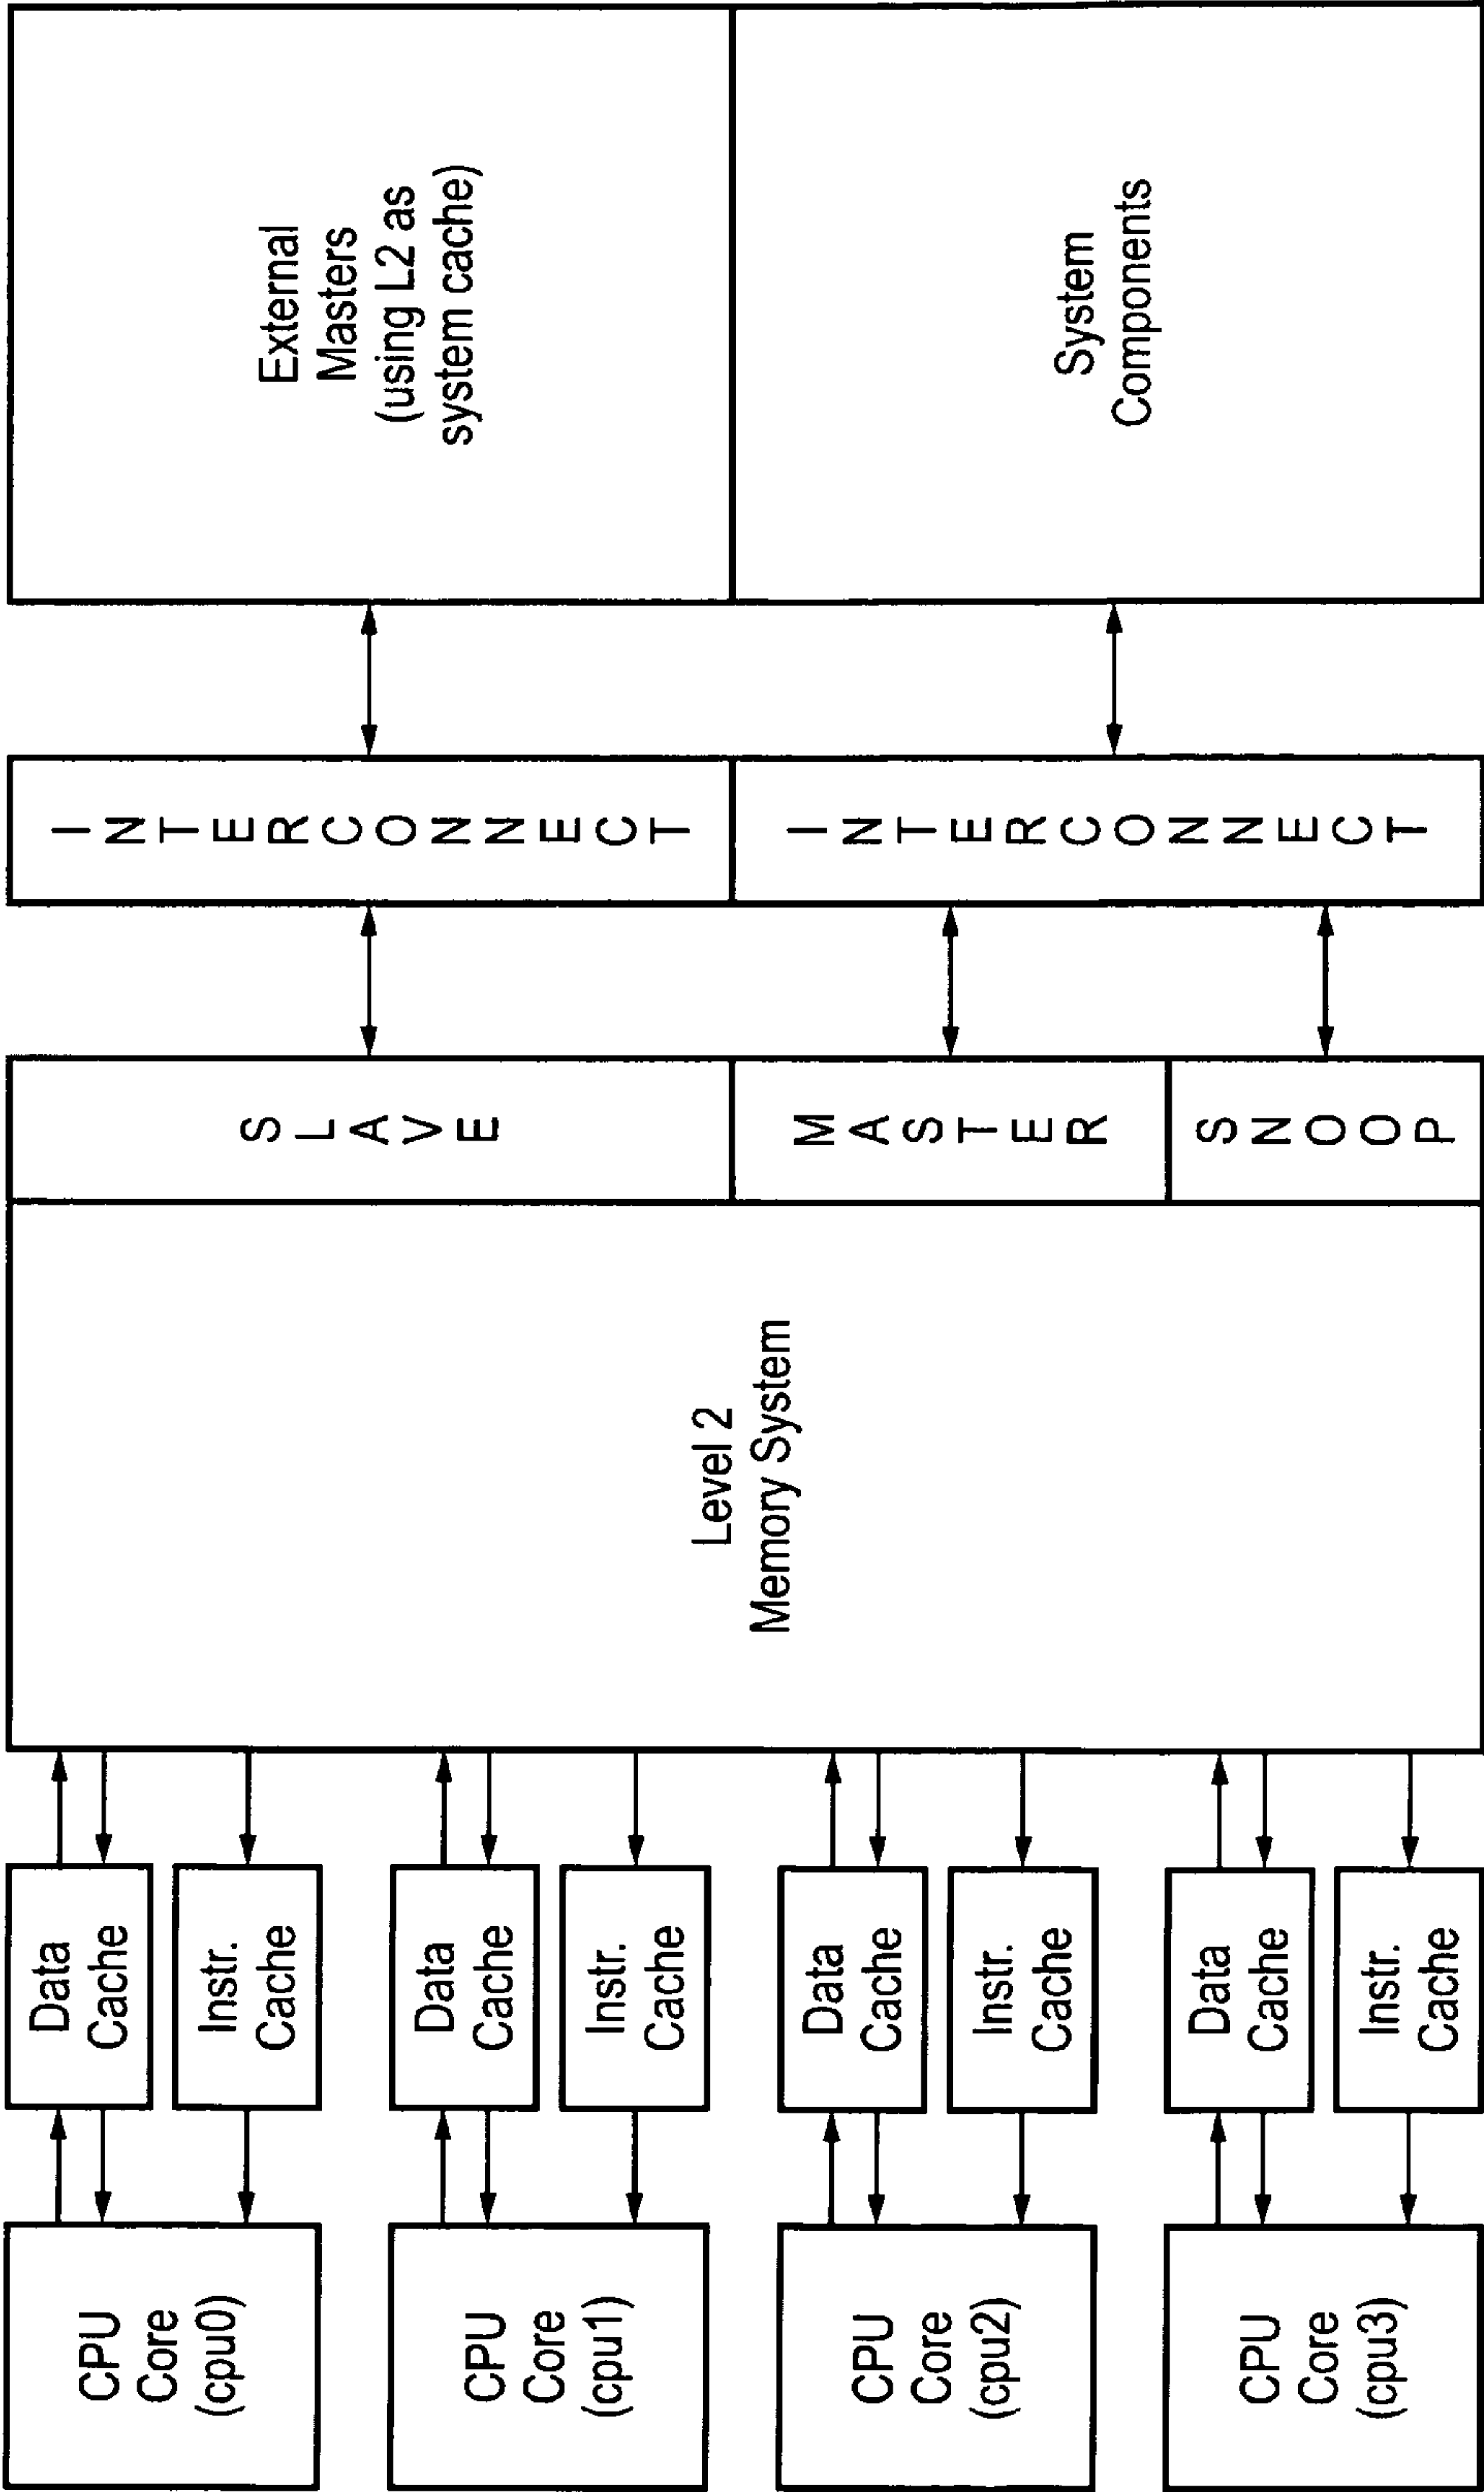 CPU
Core
(cpu0)
Data
Cache
Instr.
Cache
CPU
Core
(cpu1)
Data
Cache
Instr.
Cache
CPU
Core
(cpu2)
Data
Cache
Instr.
Cache
CPU
Core
(cpu3)
Data
Cache
Instr.
Cache
Level 2
Memory System
SLAVE
MASTER
SNOOP
INTERCONNECT
INTERCONNECT
External
Masters
(using L2 as
system cache)
System
Components